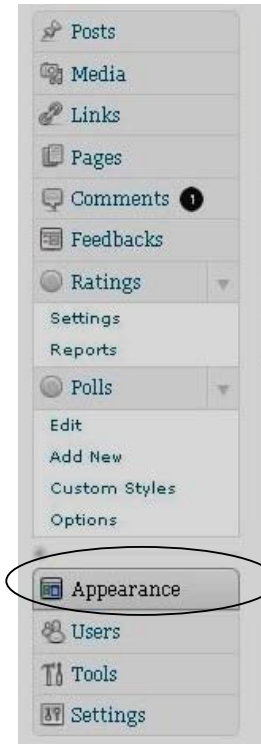 Posts
Media
Links
Pages
Comments 1
Feedbacks
Ratings
Settings
Reports
Polls
Edit
Add New
Custom Styles
Options
Appearance
Users
Tools
Settings